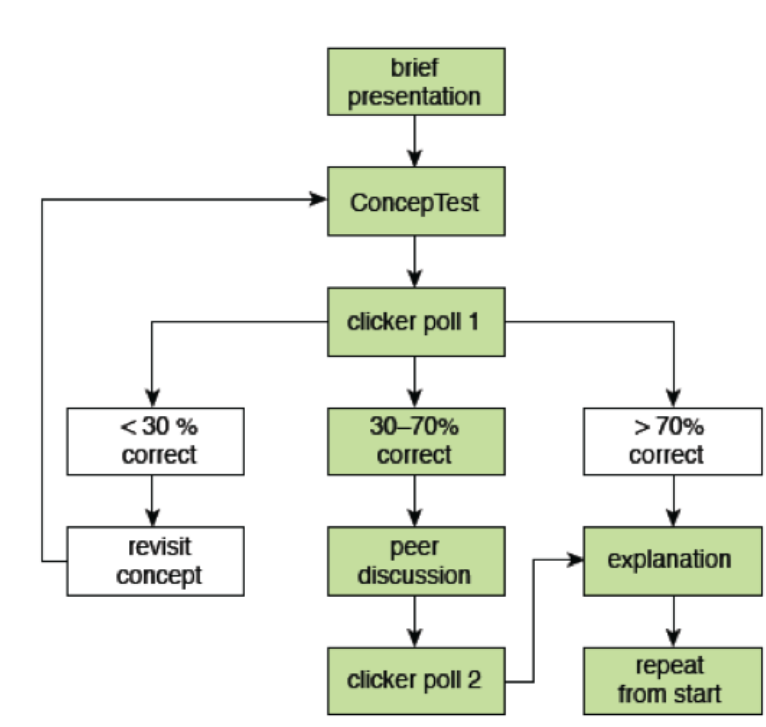 brief
presentation
ConcepTest
clicker poll 1
< 30 %
correct
30–70%
correct
> 70%
correct
revisit
concept
peer
discussion
explanation
clicker poll 2
repeat
from start